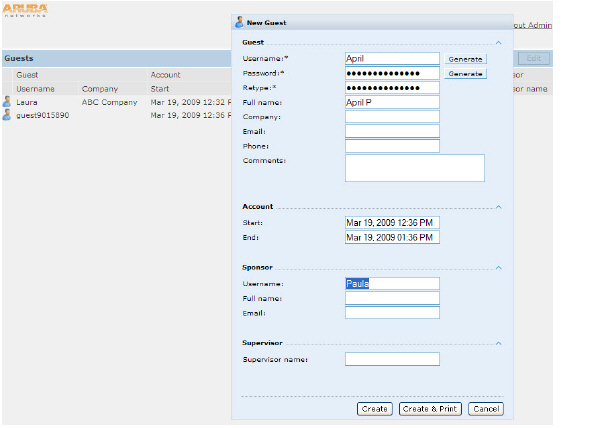 ARUBA
networks
New Guest
out Admin
Guests
Edit
Guest Account sor
Username Company Start sor name
Laura ABC Company Mar 19, 2009 12:32 P
guest9015890 Mar 19, 2009 12:36 P
Guest
Username:* April Generate
Password:* ●●●●●●●●●●●●●● Generate
Retype:* ●●●●●●●●●●●●●●
Full name: April P
Company:
Email:
Phone:
Comments:
Account
Start: Mar 19, 2009 12:36 PM
End: Mar 19, 2009 01:36 PM
Sponsor
Username: Paula
Full name:
Email:
Supervisor
Supervisor name:
Create Create & Print Cancel